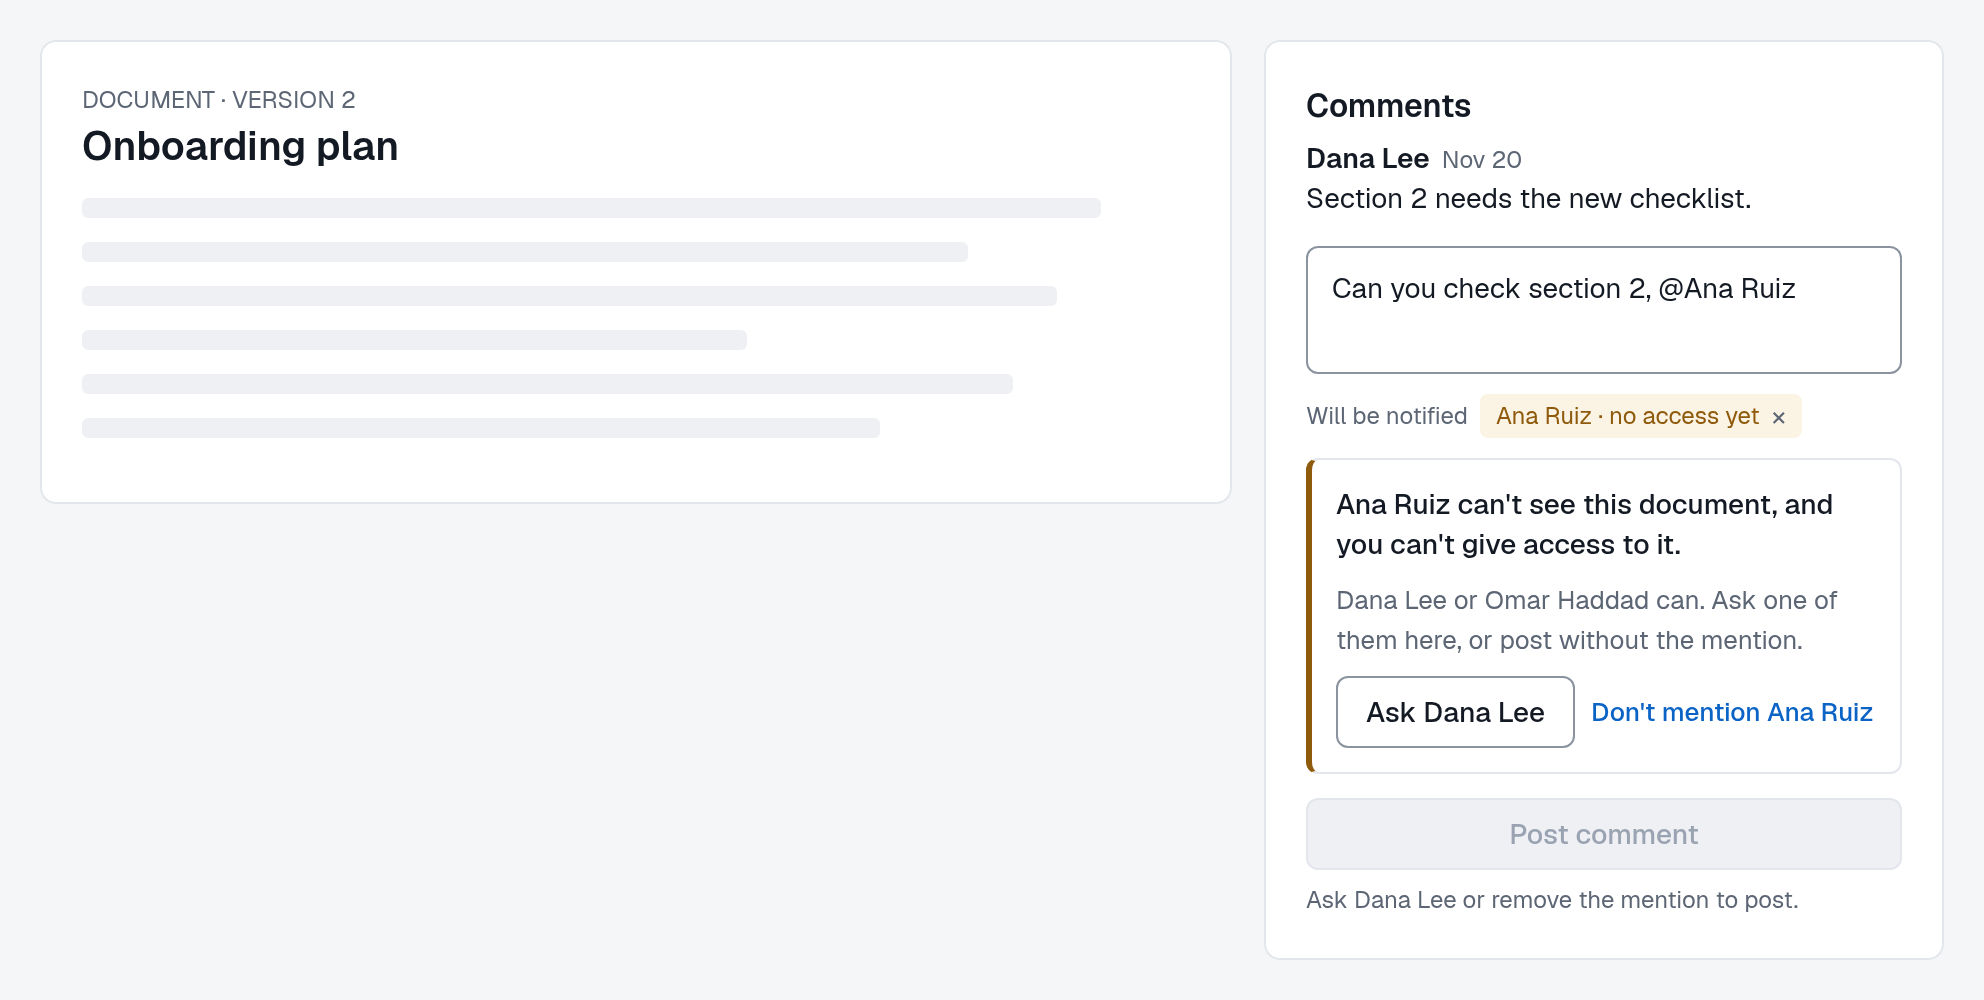 DOCUMENT · VERSION 2
Onboarding plan
Comments
Dana Lee Nov 20
Section 2 needs the new checklist.
Can you check section 2, @Ana Ruiz
Will be notified Ana Ruiz · no access yet ×
Ana Ruiz can't see this document, and
you can't give access to it.
Dana Lee or Omar Haddad can. Ask one of
them here, or post without the mention.
Ask Dana Lee Don't mention Ana Ruiz
Post comment
Ask Dana Lee or remove the mention to post.